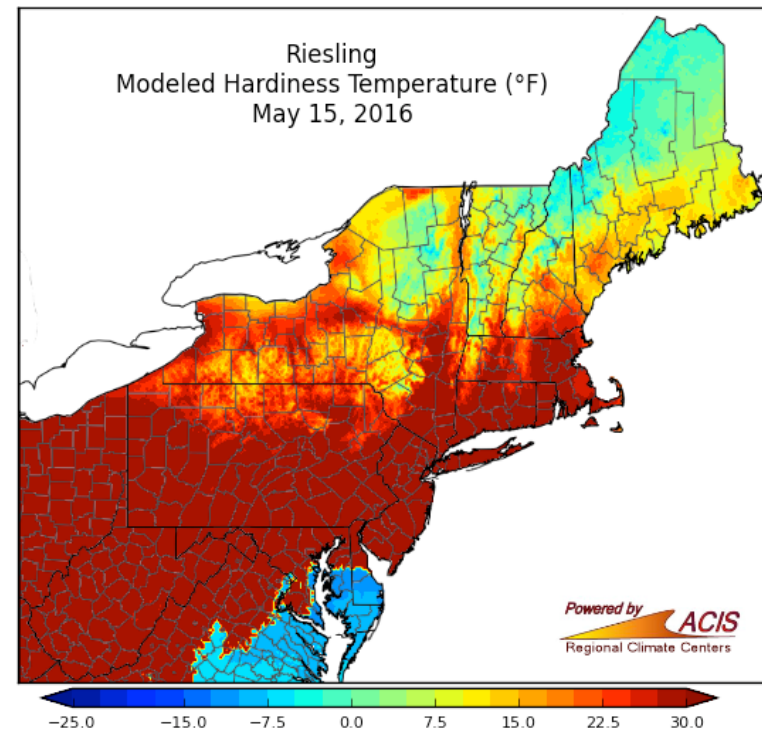 Riesling
Modeled Hardiness Temperature (°F)
May 15, 2016
Powered by
ACIS
Regional Climate Centers
−25.0 −15.0 −7.5 0.0 7.5 15.0 22.5 30.0